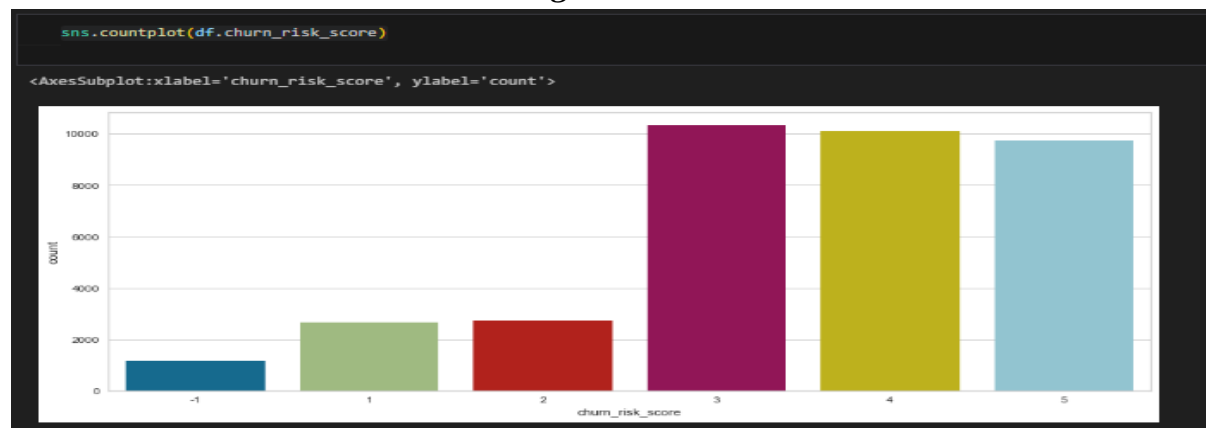 sns.countplot(df.churn_risk_score)
<AxesSubplot:xlabel='churn_risk_score', ylabel='count'>
10000
8000
6000
4000
2000
0
count
-1 1 2 3 4 5
churn_risk_score